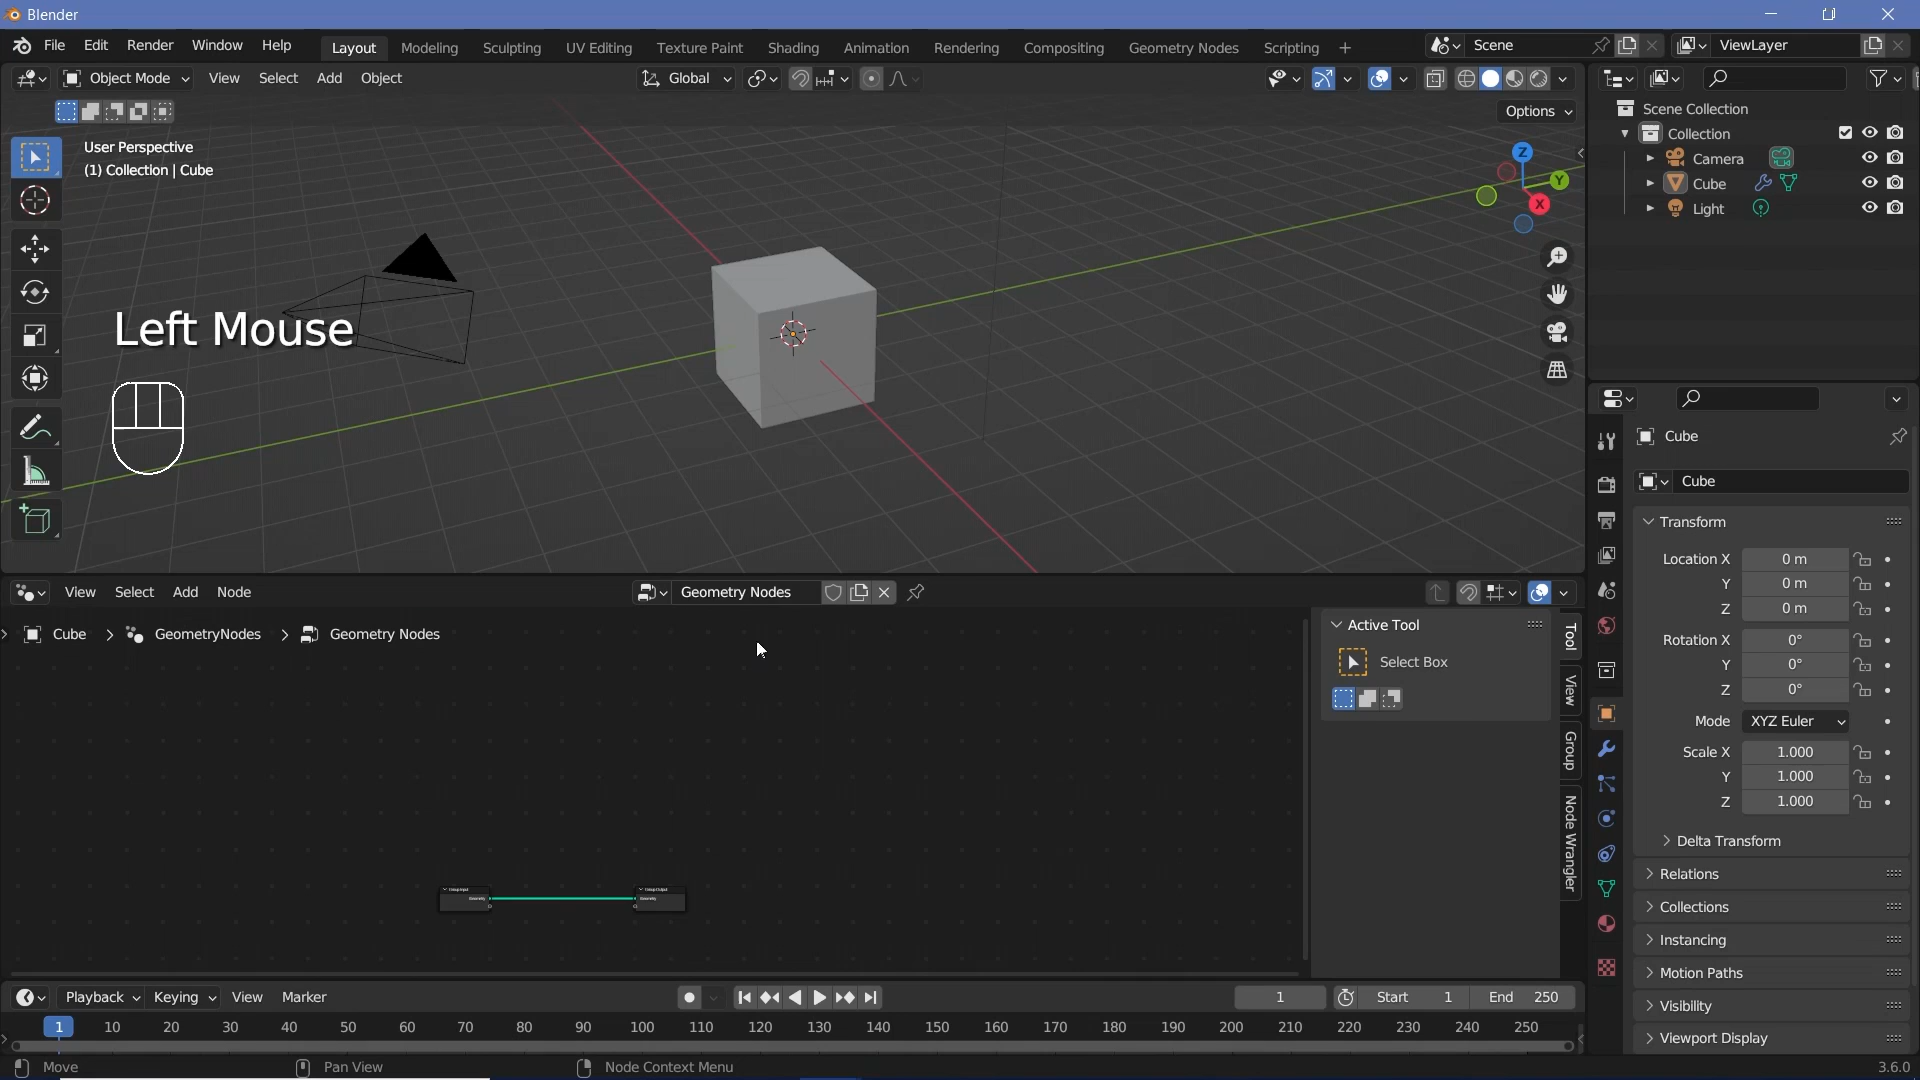 Blender
File Edit Render Window Help Layout Modeling Sculpting UV Editing Texture Paint Shading Animation Rendering Compositing Geometry Nodes Scripting + Scene ViewLayer
Object Mode View Select Add Object Global
Options
User Perspective
(1) Collection | Cube
Z
Y
X
Left Mouse
Scene Collection
Collection
Camera
Cube
Light
Cube
Cube
Transform
Location X 0 m
Y 0 m
Z 0 m
Rotation X 0°
Y 0°
Z 0°
Mode XYZ Euler
Scale X 1.000
Y 1.000
Z 1.000
Delta Transform
Relations
Collections
Instancing
Motion Paths
Visibility
Viewport Display
View Select Add Node Geometry Nodes
Cube GeometryNodes Geometry Nodes
Active Tool
Select Box
Tool
View
Group
Node Wrangler
Group Input
Geometry
Group Output
Geometry
Playback Keying View Marker 1 Start 1 End 250
1 10 20 30 40 50 60 70 80 90 100 110 120 130 140 150 160 170 180 190 200 210 220 230 240 250
Move Pan View Node Context Menu 3.6.0